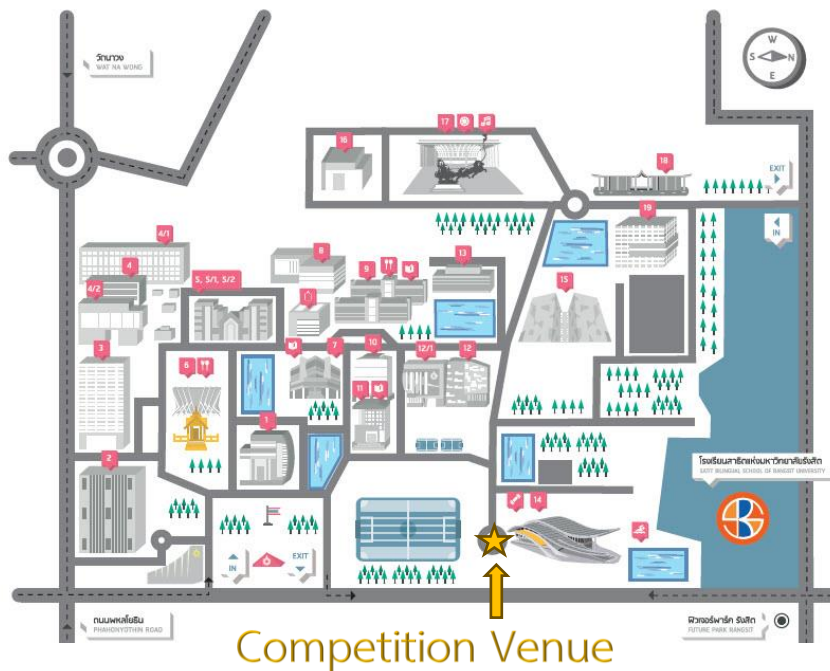 วัดนาวง
WAT NA WONG
W
S
N
E
17
16
18
EXIT
19
IN
4/1
4
8
13
5, 5/1, 5/2
9
4/2
15
3
6
7
10
12/1
12
11
1
2
โรงเรียนสาธิตแห่งมหาวิทยาลัยรังสิต
SATIT BILINGUAL SCHOOL OF RANGSIT UNIVERSITY
14
IN
EXIT
ถนนพหลโยธิน
PHAHONYOTHIN ROAD
ฟิวเจอร์พาร์ค รังสิต
FUTURE PARK RANGSIT
Competition Venue